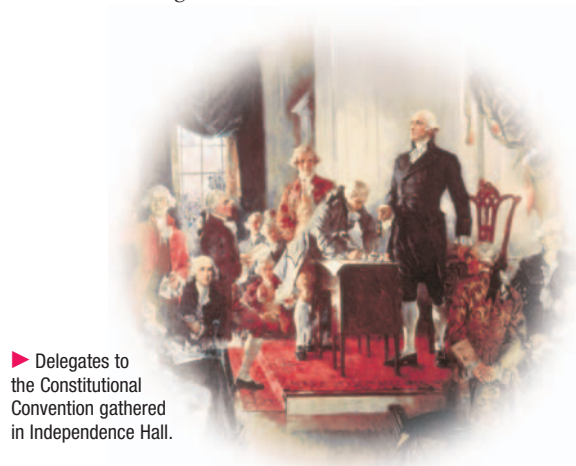 ▶ Delegates to
the Constitutional
Convention gathered
in Independence Hall.